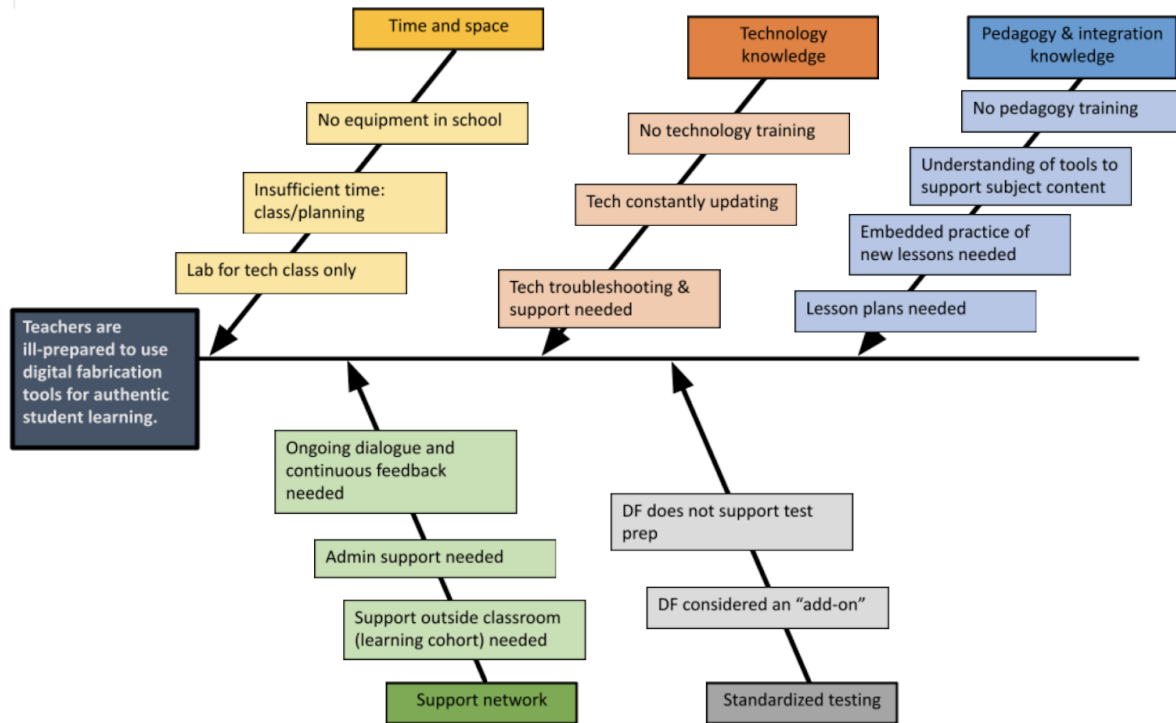 Time and space
Technology
knowledge
Pedagogy & integration
knowledge
No equipment in school
Insufficient time:
class/planning
Lab for tech class only
No technology training
Tech constantly updating
Tech troubleshooting &
support needed
No pedagogy training
Understanding of tools to
support subject content
Embedded practice of
new lessons needed
Lesson plans needed
Teachers are
ill-prepared to use
digital fabrication
tools for authentic
student learning.
Ongoing dialogue and
continuous feedback
needed
Admin support needed
Support outside classroom
(learning cohort) needed
Support network
DF does not support test
prep
DF considered an “add-on”
Standardized testing